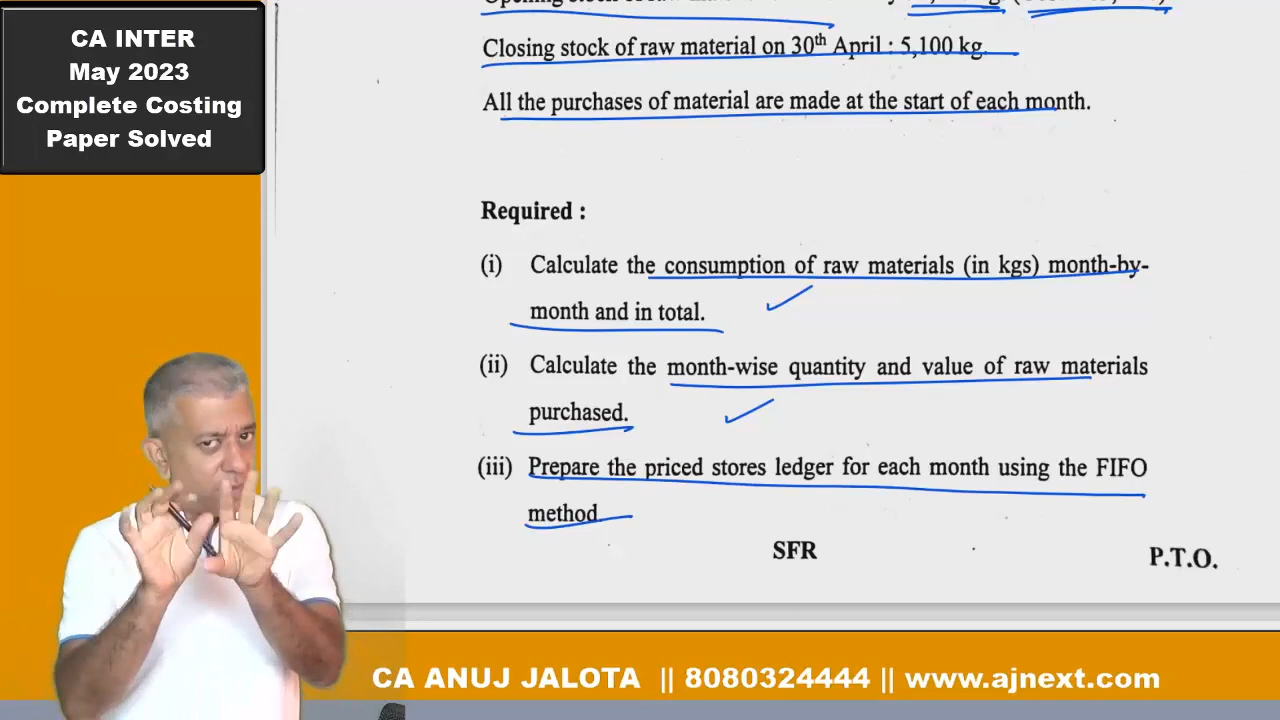 CA INTER
May 2023
Complete Costing
Paper Solved
Closing stock of raw material on 30th April : 5,100 kg.
All the purchases of material are made at the start of each month.
Required :
(i) Calculate the consumption of raw materials (in kgs) month-by-
month and in total.
(ii) Calculate the month-wise quantity and value of raw materials
purchased.
(iii) Prepare the priced stores ledger for each month using the FIFO
method.
SFR
P.T.O.
CA ANUJ JALOTA || 8080324444 || www.ajnext.com